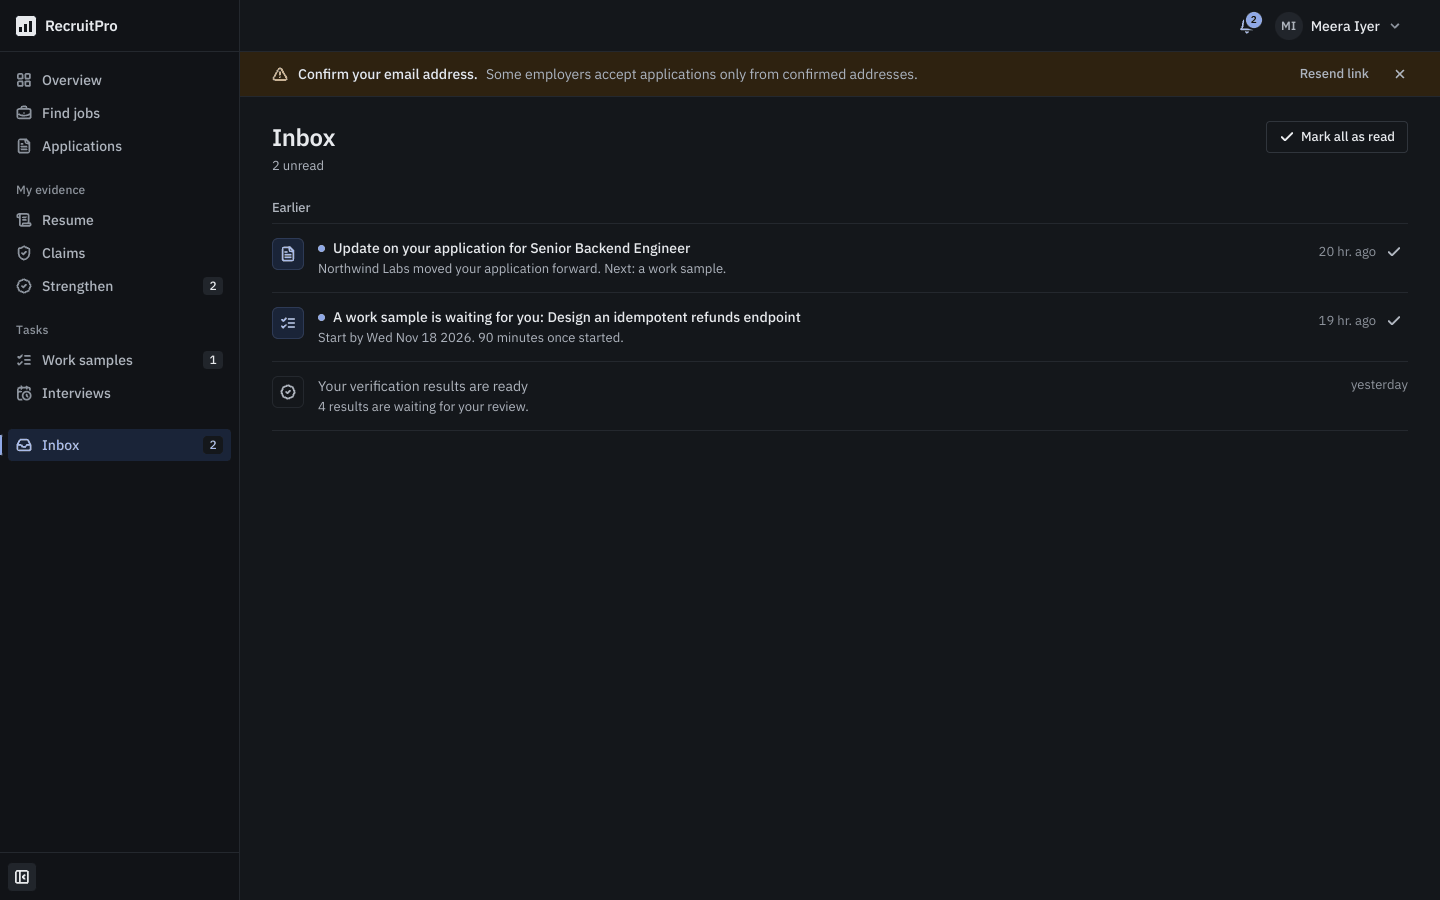 RecruitPro
2
MI
Meera Iyer
Overview
Find jobs
Applications
My evidence
Resume
Claims
Strengthen
2
Tasks
Work samples
1
Interviews
Inbox
2
Confirm your email address. Some employers accept applications only from confirmed addresses.
Resend link
Inbox
2 unread
Mark all as read
Earlier
Update on your application for Senior Backend Engineer
Northwind Labs moved your application forward. Next: a work sample.
20 hr. ago
A work sample is waiting for you: Design an idempotent refunds endpoint
Start by Wed Nov 18 2026. 90 minutes once started.
19 hr. ago
Your verification results are ready
4 results are waiting for your review.
yesterday